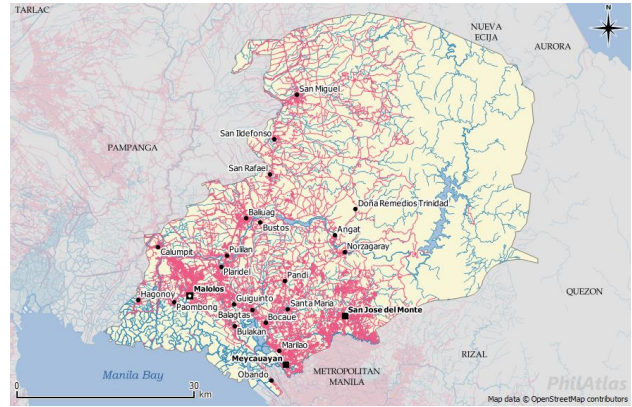 TARLAC
NUEVA
ECIJA
AURORA
N
San Miguel
San Ildefonso
PAMPANGA
San Rafael
Doña Remedios Trinidad
Baliuag
Bustos
Angat
Norzagaray
Calumpit
Pulilan
Plaridel
Pandi
QUEZON
Hagonoy
Malolos
Paombong
Guiguinto
Santa Maria
San Jose del Monte
Balagtas
Bocaue
Bulakan
Marilao
RIZAL
Meycauayan
METROPOLITAN
MANILA
Manila Bay
Obando
PhilAtlas
0 30
km
Map data © OpenStreetMap contributors